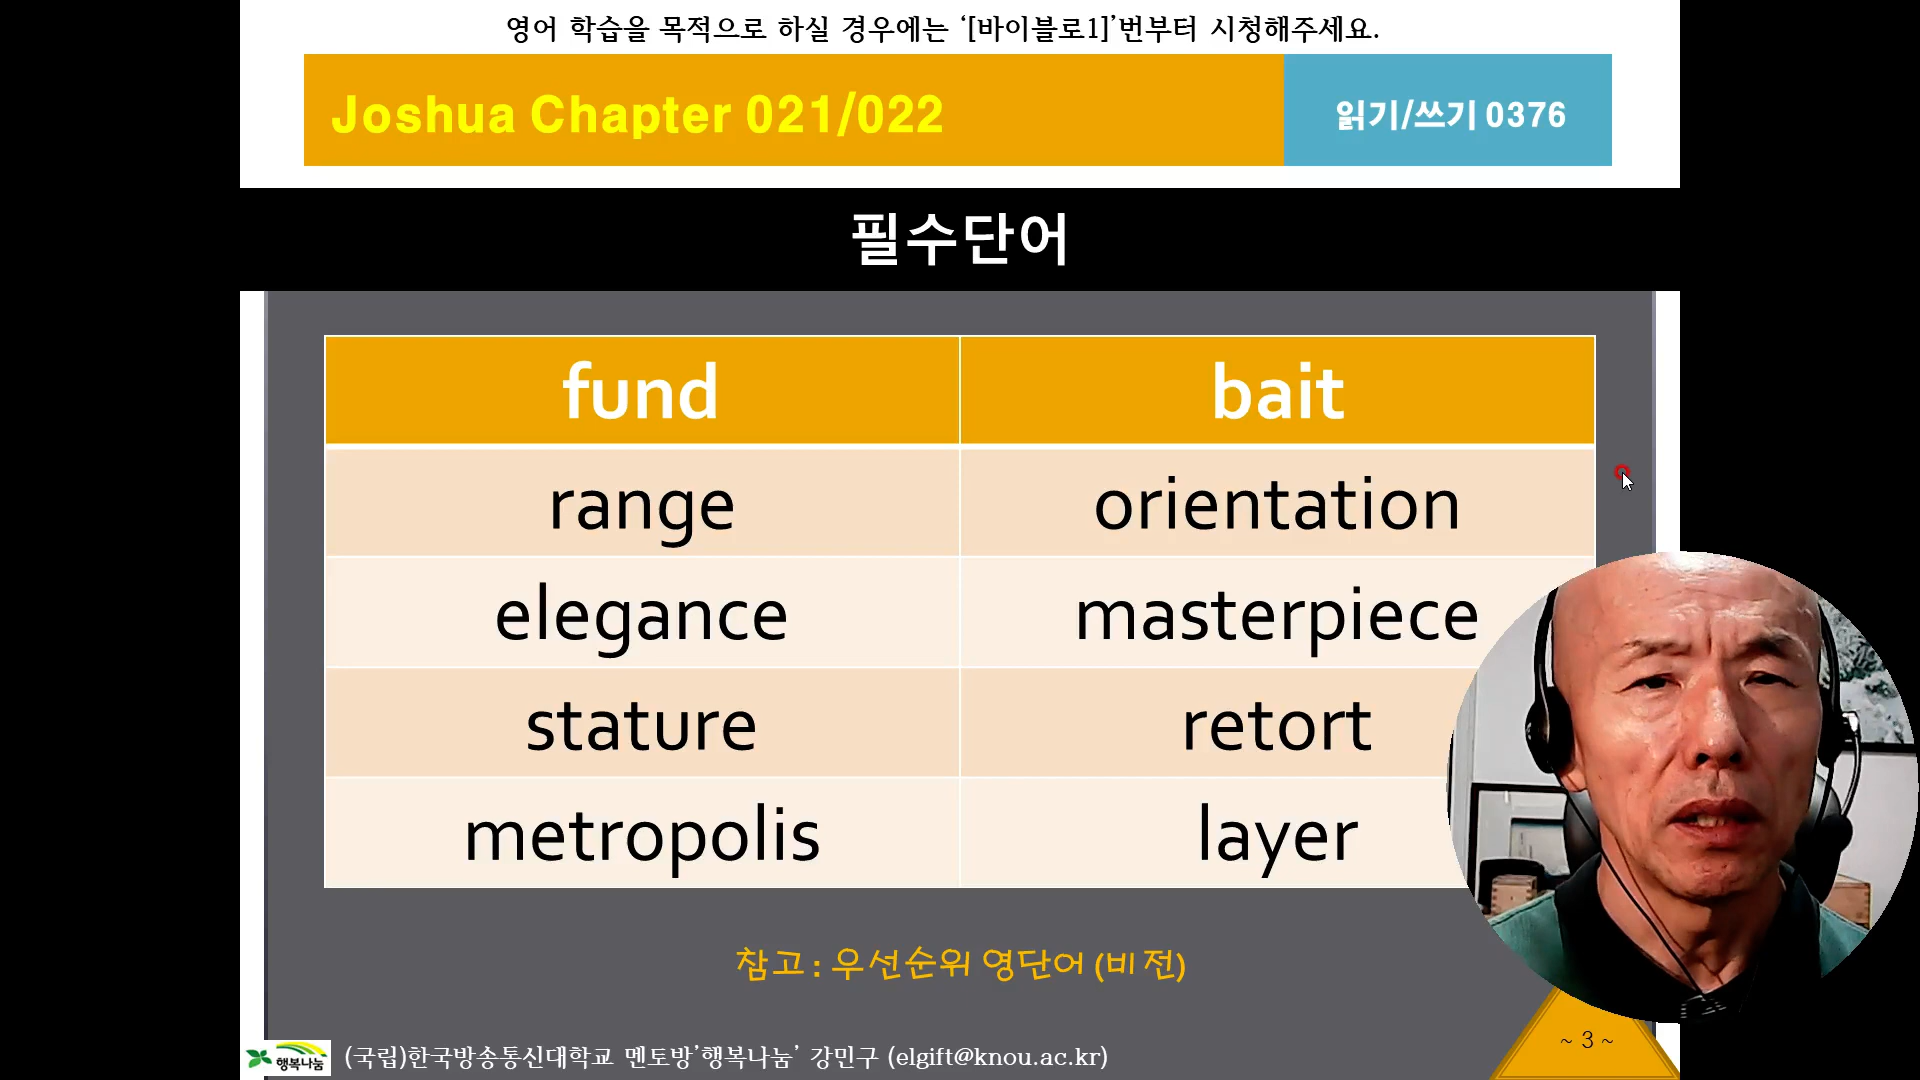 영어 학습을 목적으로 하실 경우에는 ‘[바이블로1]’번부터 시청해주세요.
Joshua Chapter 021/022
읽기/쓰기 0376
필수단어
fund bait
range orientation
elegance masterpiece
stature retort
metropolis layer
참고 : 우선순위 영단어 (비전)
행복나눔 (국립)한국방송통신대학교 멘토방’행복나눔’ 강민구 (elgift@knou.ac.kr)
~ 3 ~